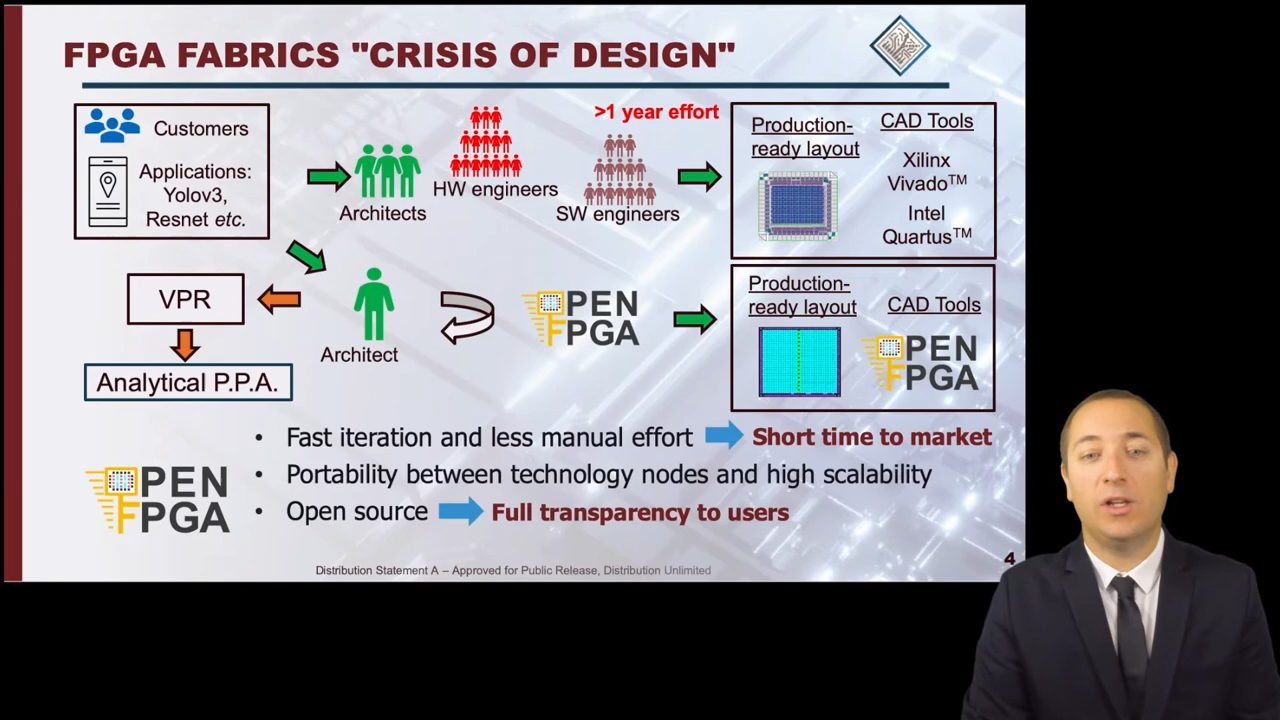 FPGA FABRICS "CRISIS OF DESIGN"
Customers
Applications:
Yolov3,
Resnet etc.
Architects
HW engineers
>1 year effort
SW engineers
Production-
ready layout
CAD Tools
Xilinx
Vivado™
Intel
Quartus™
VPR
Analytical P.P.A.
Architect
OPEN
FPGA
Production-
ready layout
CAD Tools
OPEN
FPGA
OPEN
FPGA
• Fast iteration and less manual effort Short time to market
• Portability between technology nodes and high scalability
• Open source Full transparency to users
Distribution Statement A – Approved for Public Release, Distribution Unlimited
4